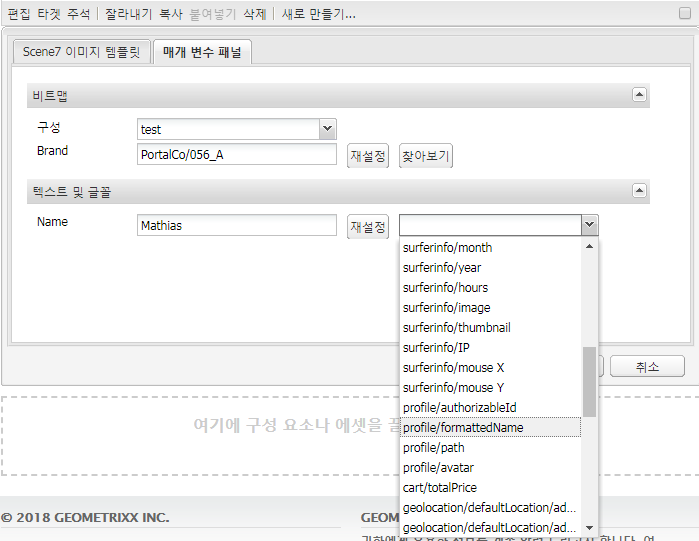 편집 타겟 주석 잘라내기 복사 붙여넣기 삭제 새로 만들기...
Scene7 이미지 템플릿 매개 변수 패널
비트맵
구성 test
Brand PortalCo/056_A 재설정 찾아보기
텍스트 및 글꼴
Name Mathias 재설정
surferinfo/month
surferinfo/year
surferinfo/hours
surferinfo/image
surferinfo/thumbnail
surferinfo/IP
surferinfo/mouse X
surferinfo/mouse Y
profile/authorizableId
profile/formattedName
profile/path
profile/avatar
cart/totalPrice
geolocation/defaultLocation/ad...
geolocation/defaultLocation/ad...
취소
여기에 구성 요소나 에셋을
© 2018 GEOMETRIXX INC.